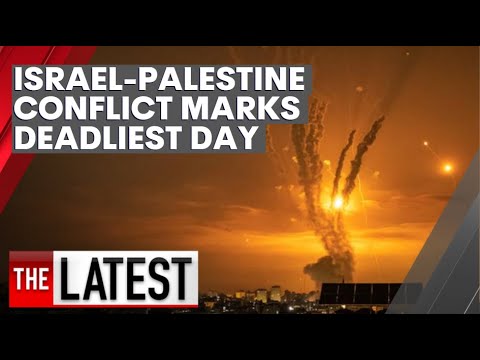 ISRAEL-PALESTINE
CONFLICT MARKS
DEADLIEST DAY
THE LATEST